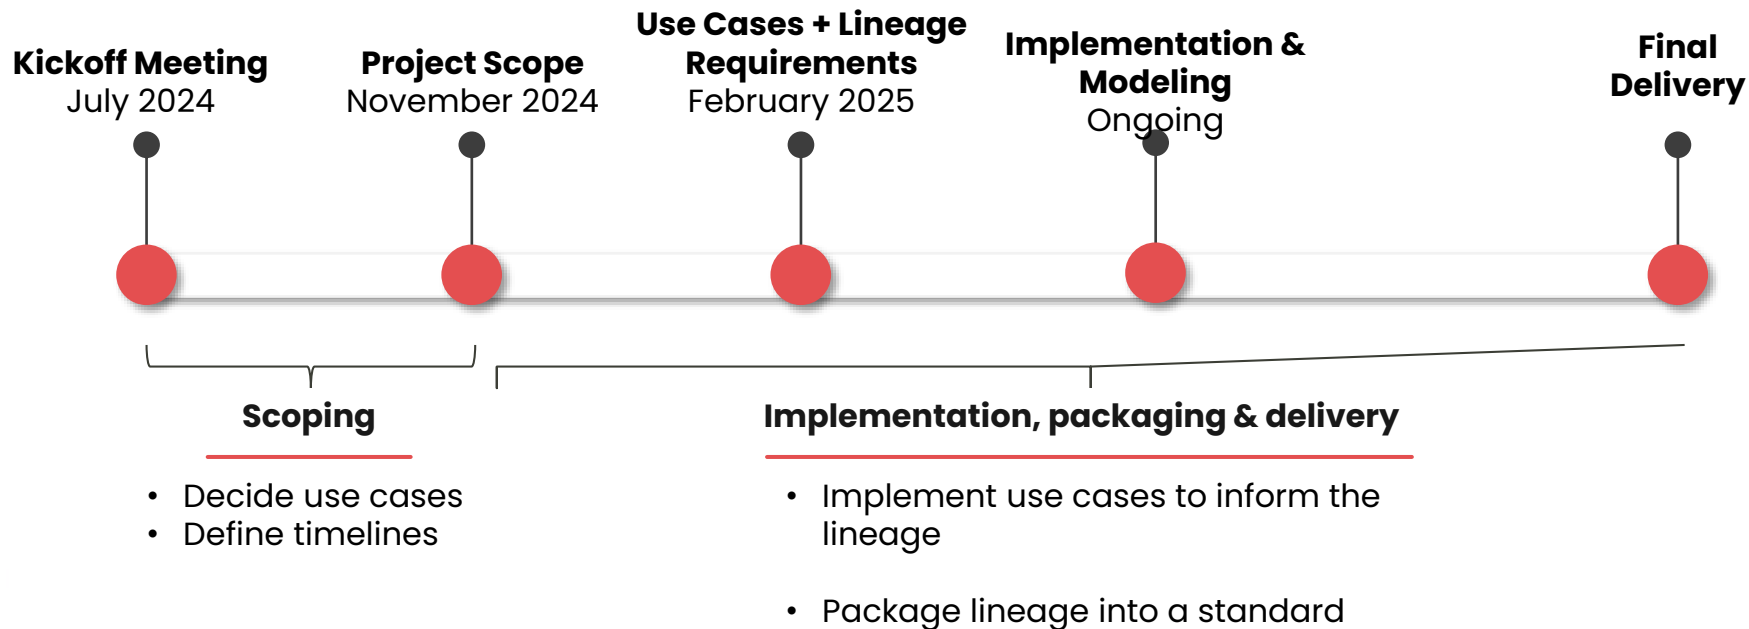 Kickoff Meeting
July 2024
Project Scope
November 2024
Use Cases + Lineage
Requirements
February 2025
Implementation &
Modeling
Ongoing
Final
Delivery
Scoping
• Decide use cases
• Define timelines
Implementation, packaging & delivery
• Implement use cases to inform the
lineage
• Package lineage into a standard